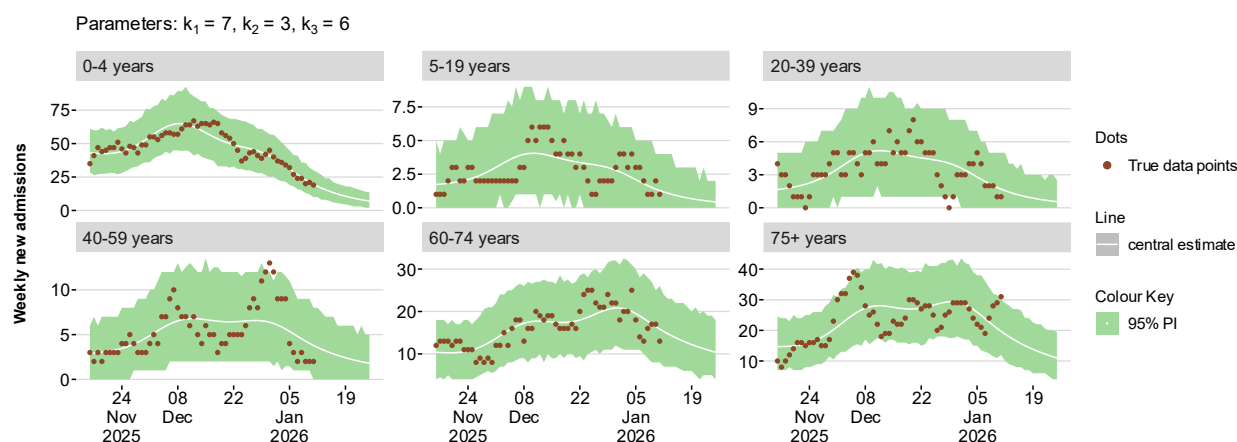 Parameters: k1 = 7, k2 = 3, k3 = 6
0-4 years
5-19 years
20-39 years
75
50
25
0
7.5
5.0
2.5
0.0
9
6
3
0
40-59 years
60-74 years
75+ years
10
5
0
30
20
10
40
30
20
10
0
24
Nov
2025
08
Dec
22
05
Jan
2026
19
24
Nov
2025
08
Dec
22
05
Jan
2026
19
24
Nov
2025
08
Dec
22
05
Jan
2026
19
Weekly new admissions
Dots
True data points
Line
central estimate
Colour Key
95% PI